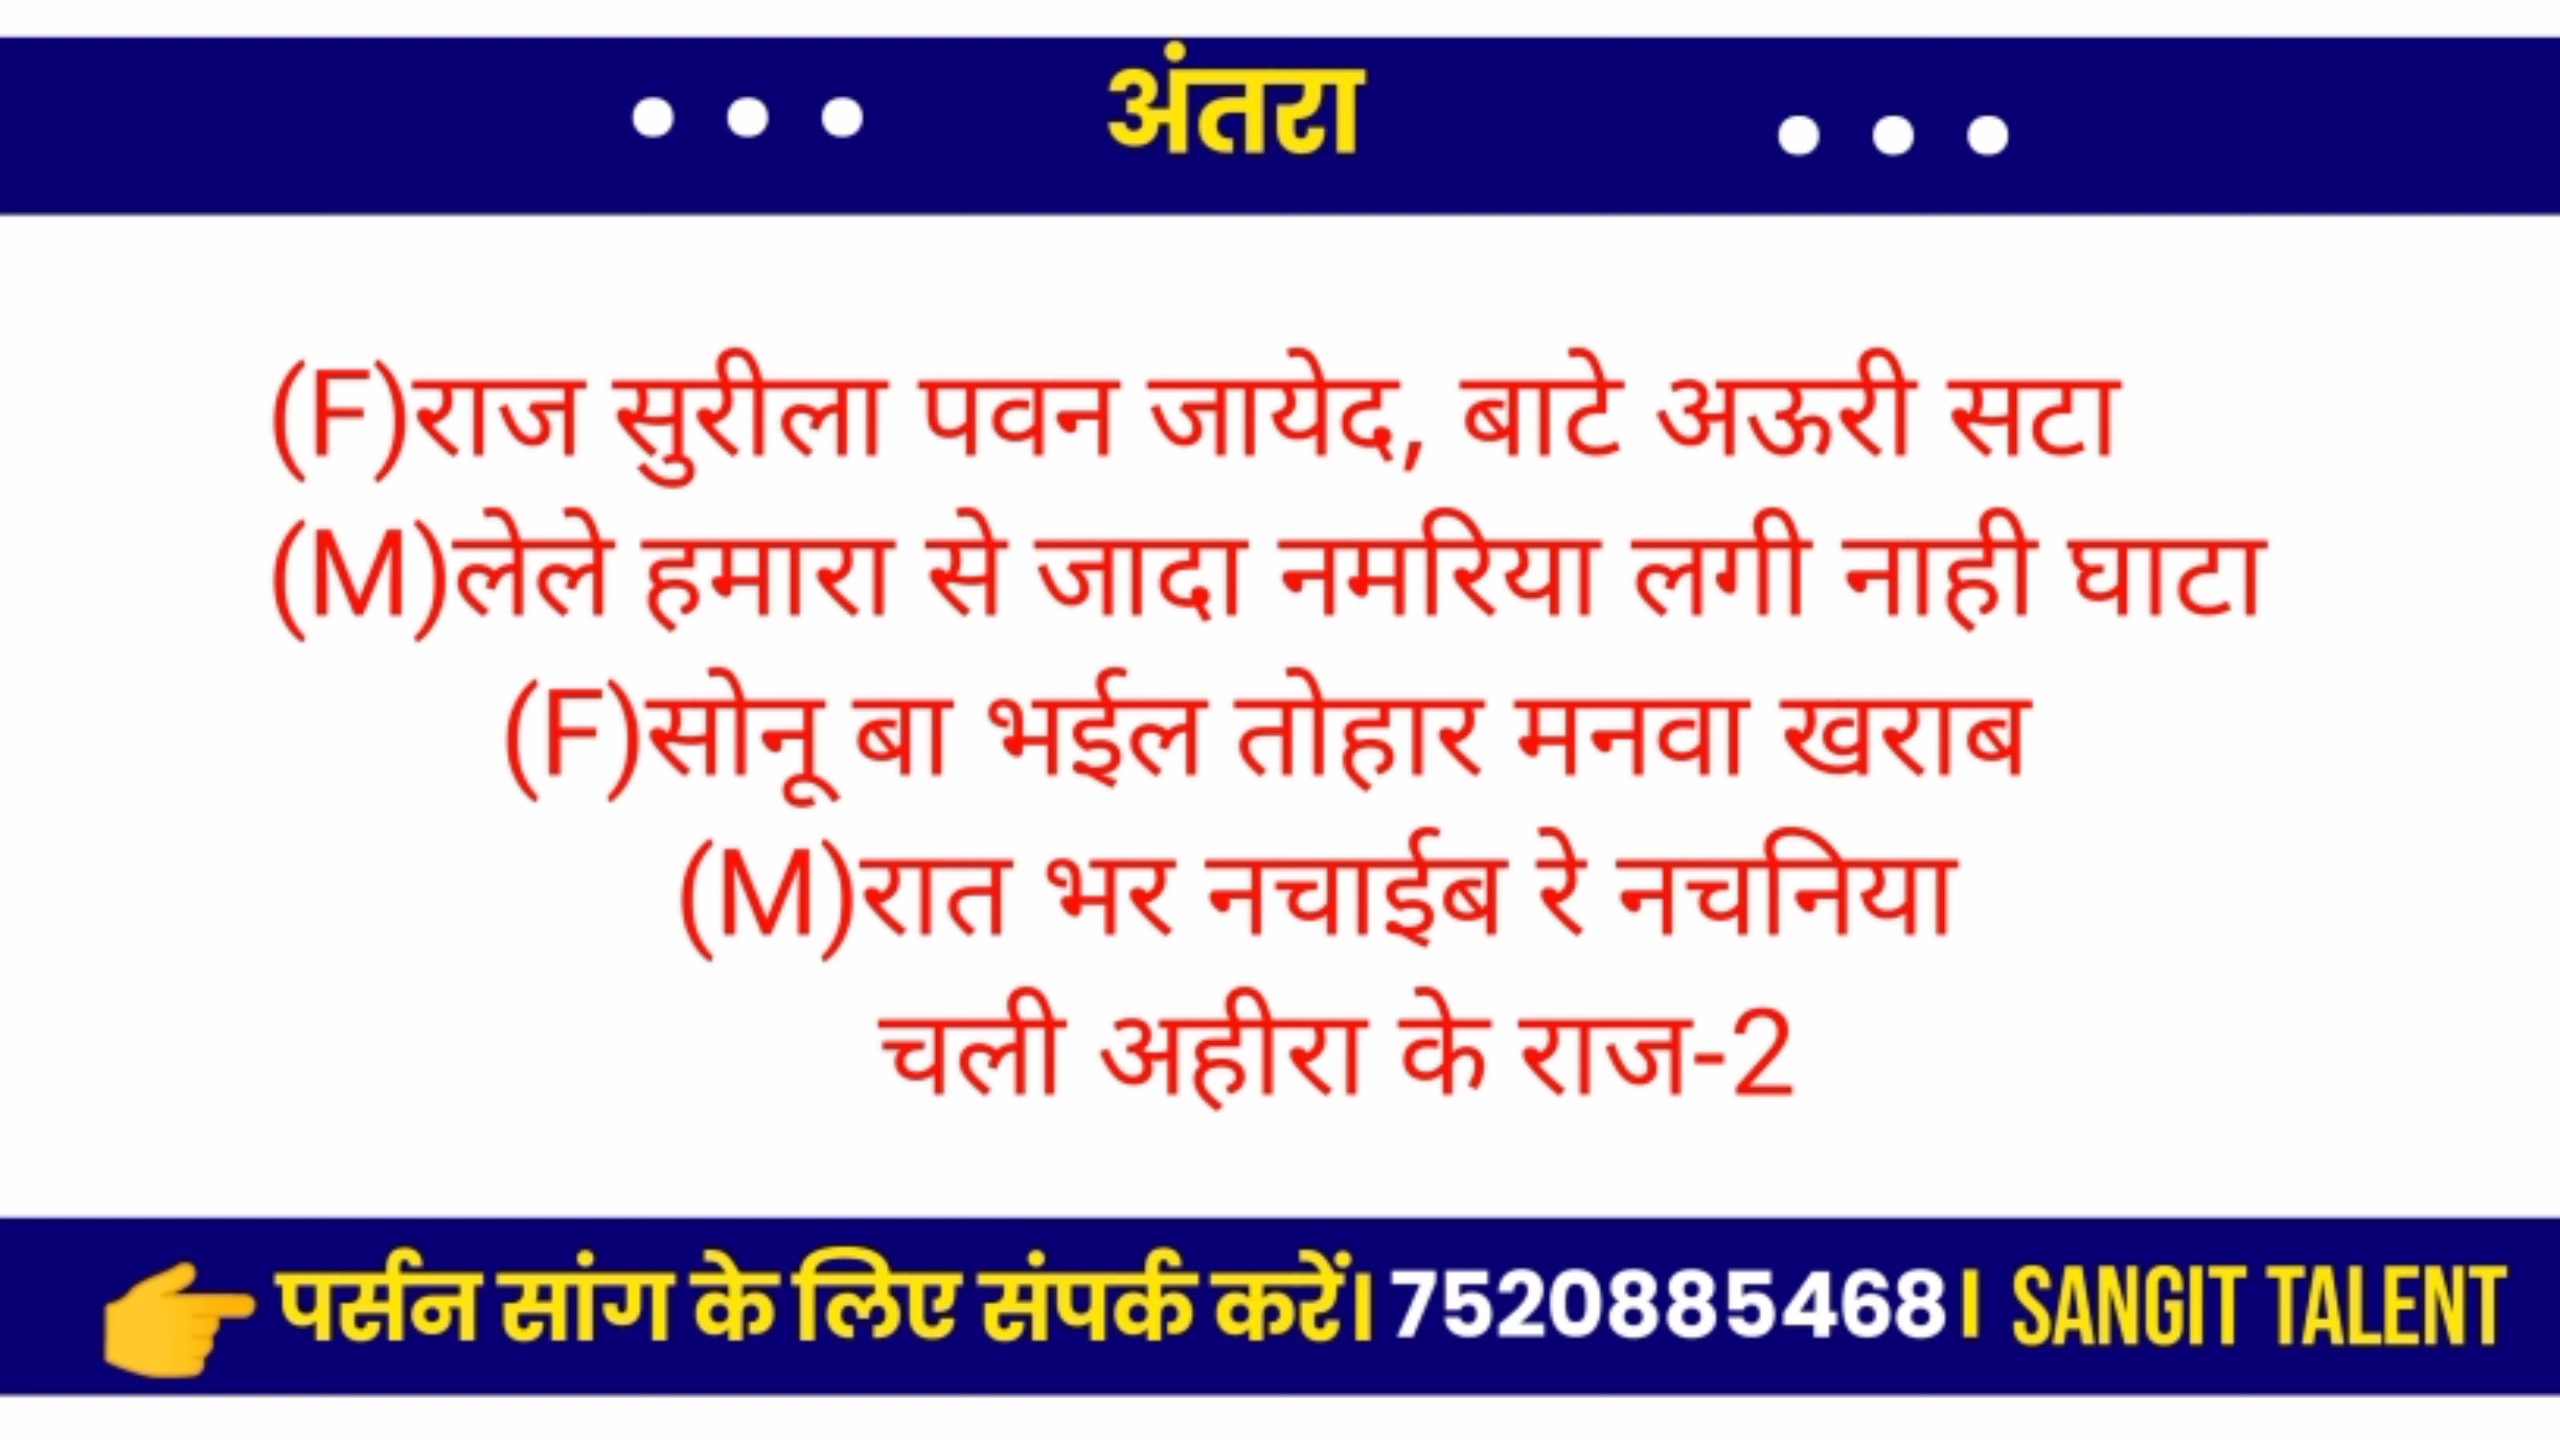 अंतरा
(F)राज सुरीला पवन जायेद, बाटे अऊरी सटा
(M)लेले हमारा से जादा नमरिया लगी नाही घाटा
(F)सोनू बा भईल तोहार मनवा खराब
(M)रात भर नचाईब रे नचनिया
चली अहीरा के राज-2
पर्सन सांग के लिए संपर्क करें। 7520885468। SANGIT TALENT